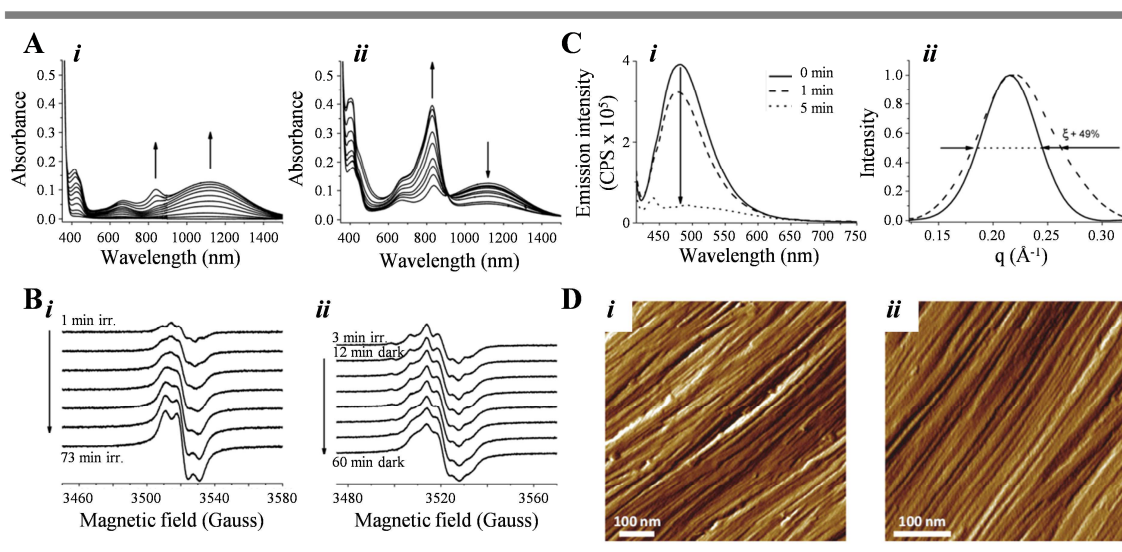 A
i
0.5
0.4
0.3
0.2
0.1
0.0
Absorbance
400 600 800 1000 1200 1400
Wavelength (nm)
ii
0.5
0.4
0.3
0.2
0.1
0.0
Absorbance
400 600 800 1000 1200 1400
Wavelength (nm)
C
i
4
2
0
Emission intensity
(CPS x 10⁵)
0 min
1 min
5 min
450 500 550 600 650 700 750
Wavelength (nm)
ii
1.0
0.8
0.6
0.4
0.2
0.0
Intensity
ξ + 49%
0.15 0.20 0.25 0.30
q (Å⁻¹)
B
i
1 min irr.
73 min irr.
3460 3500 3540 3580
Magnetic field (Gauss)
ii
3 min irr.
12 min dark
60 min dark
3480 3520 3560
Magnetic field (Gauss)
D
i
100 nm
ii
100 nm